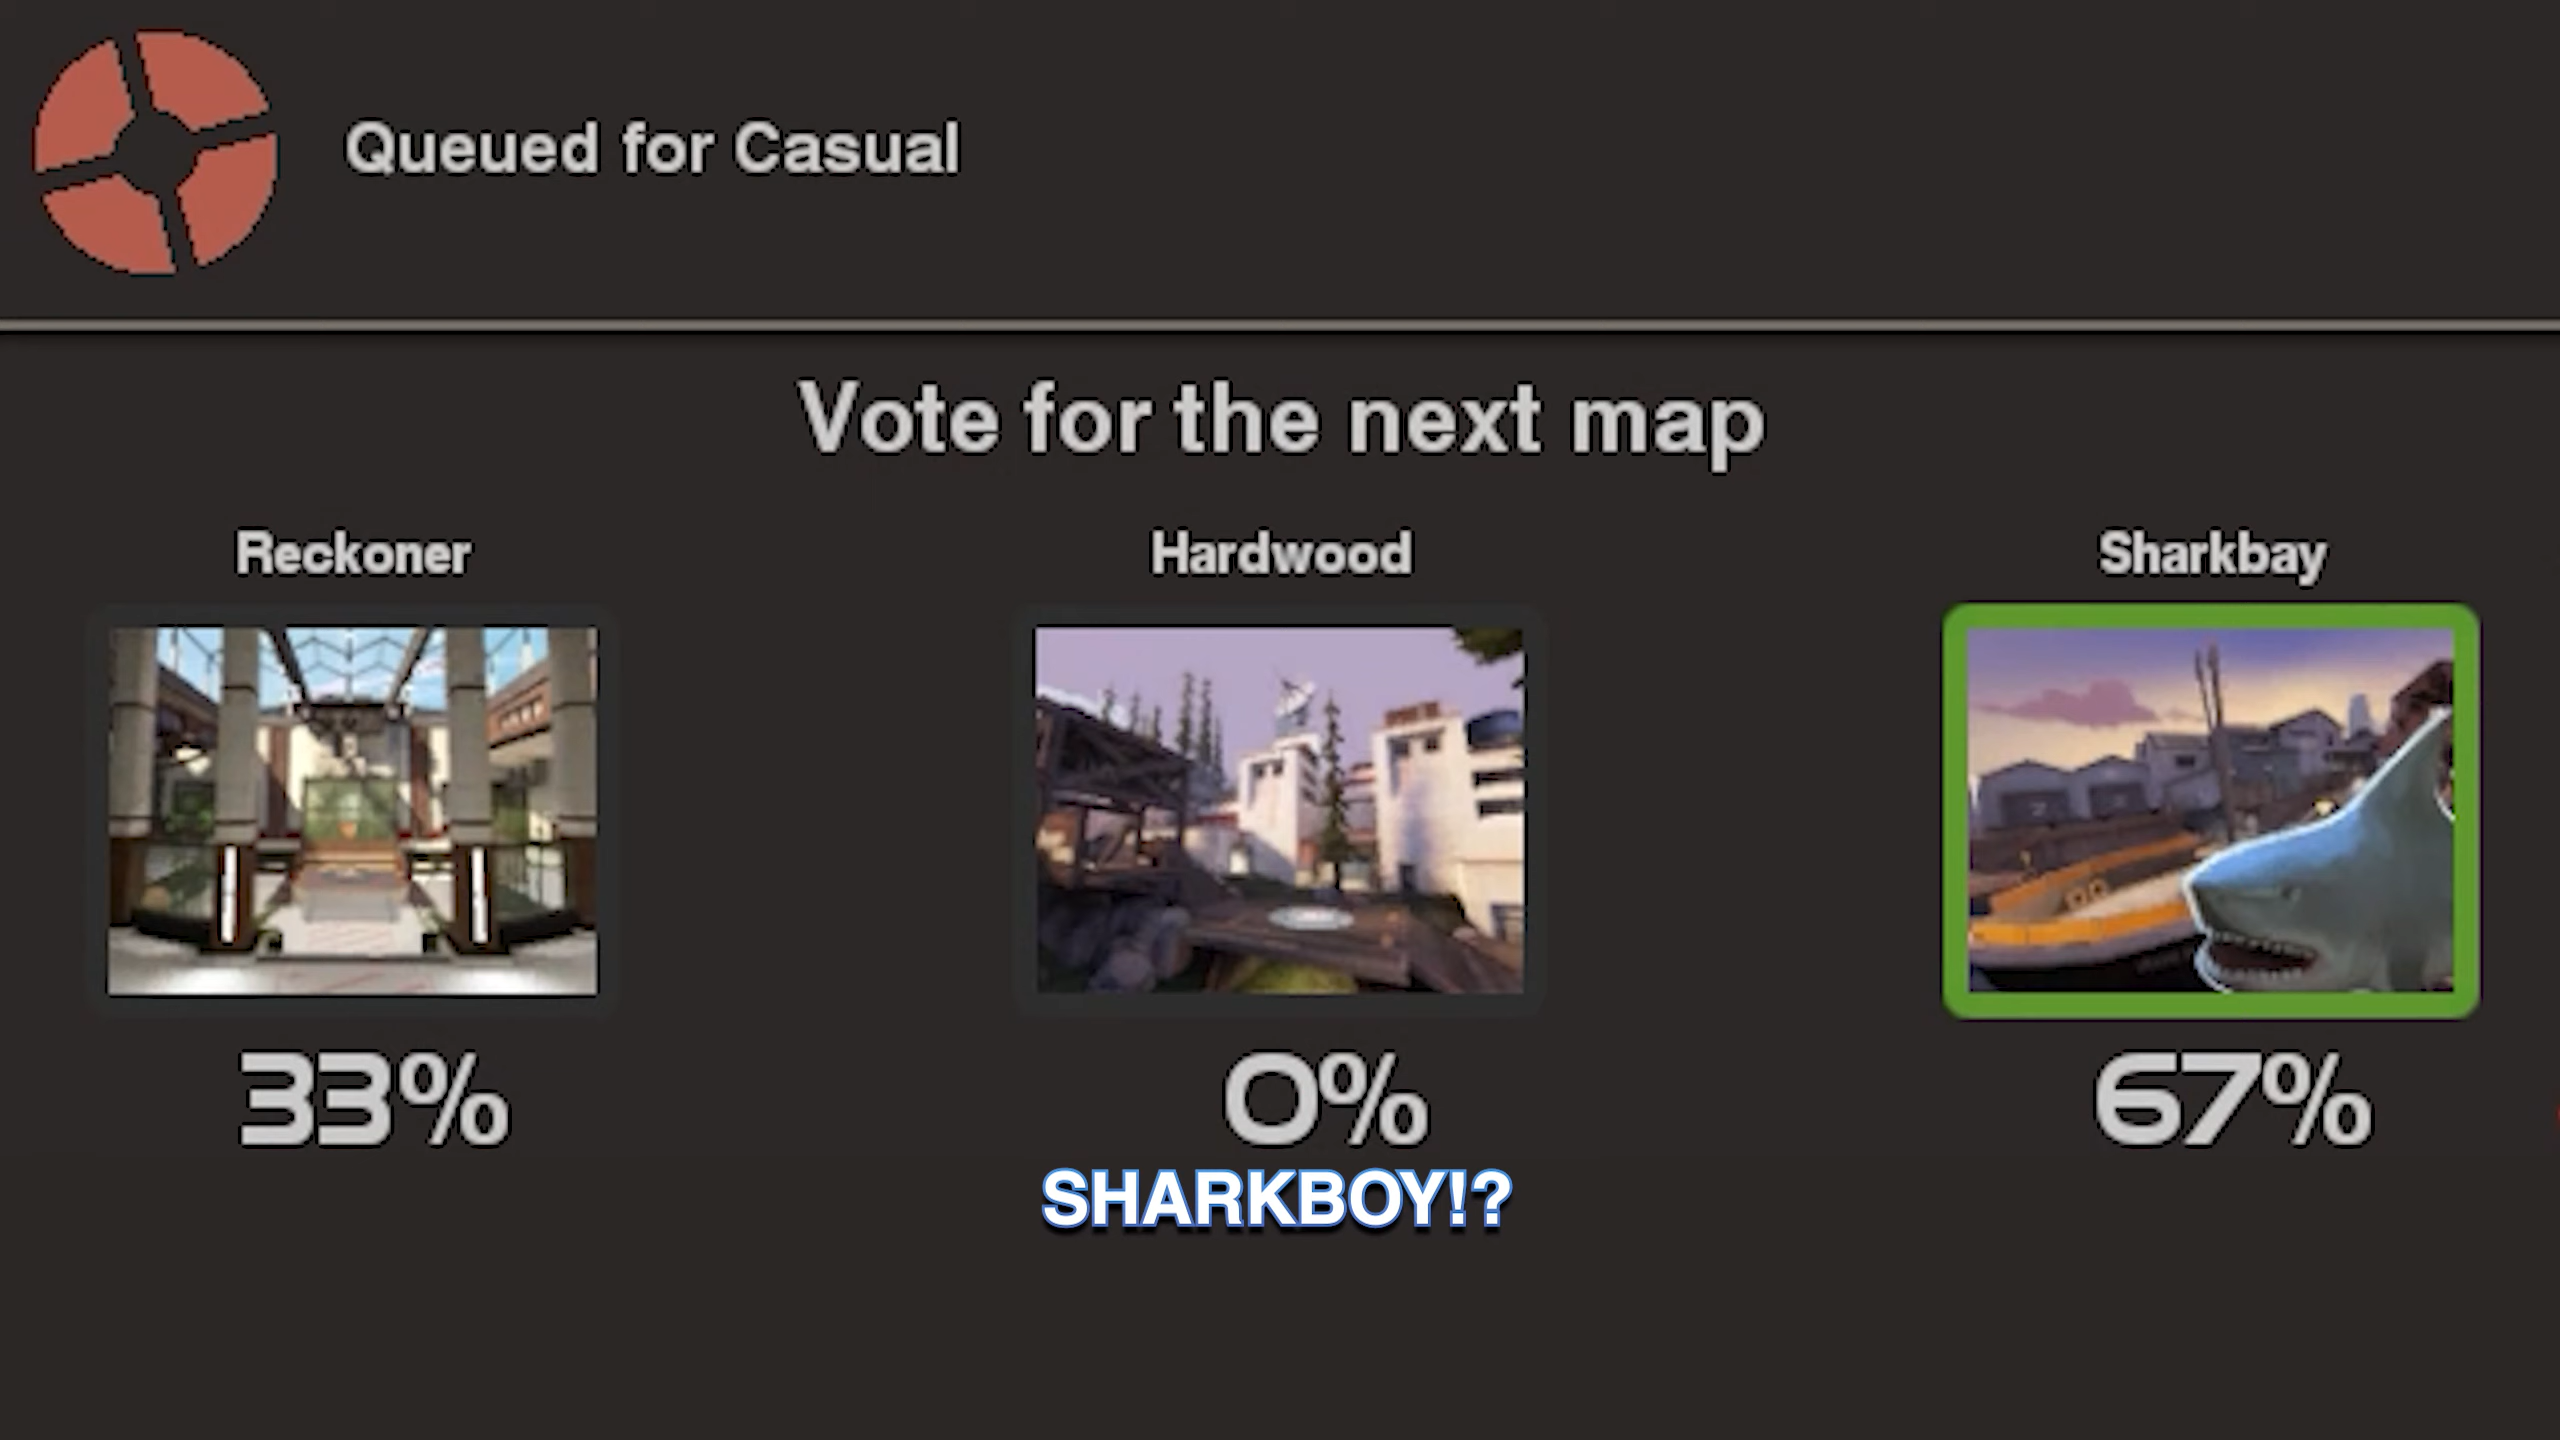 Queued for Casual
Vote for the next map
Reckoner
Hardwood
Sharkbay
33%
0%
67%
SHARKBOY!?